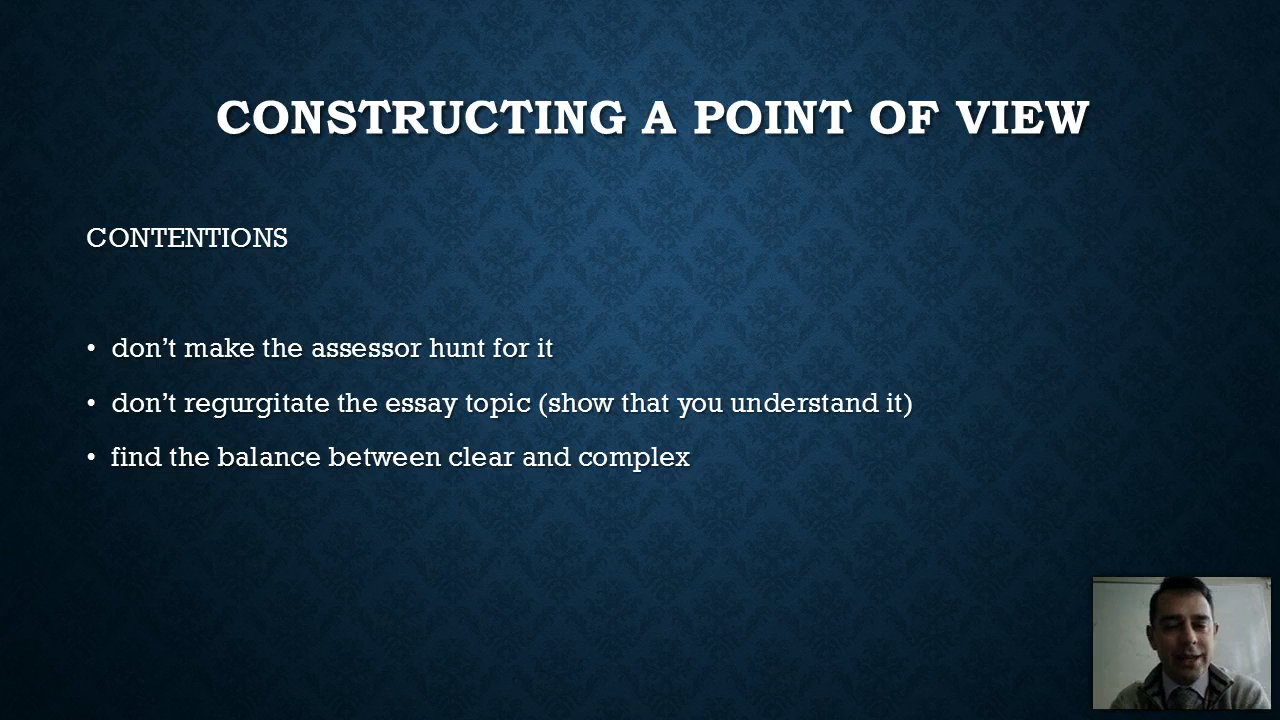 CONSTRUCTING A POINT OF VIEW
CONTENTIONS
• don’t make the assessor hunt for it
• don’t regurgitate the essay topic (show that you understand it)
• find the balance between clear and complex